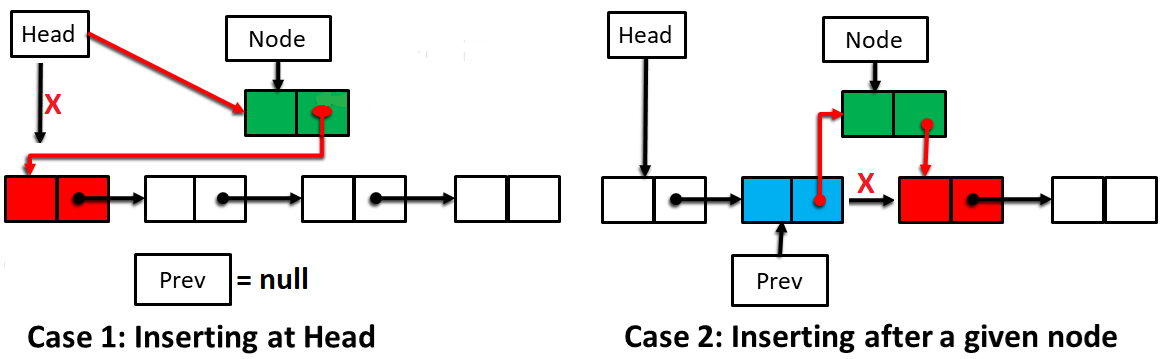 Head
Node
X
Prev = null
Case 1: Inserting at Head
Head
Node
X
Prev
Case 2: Inserting after a given node